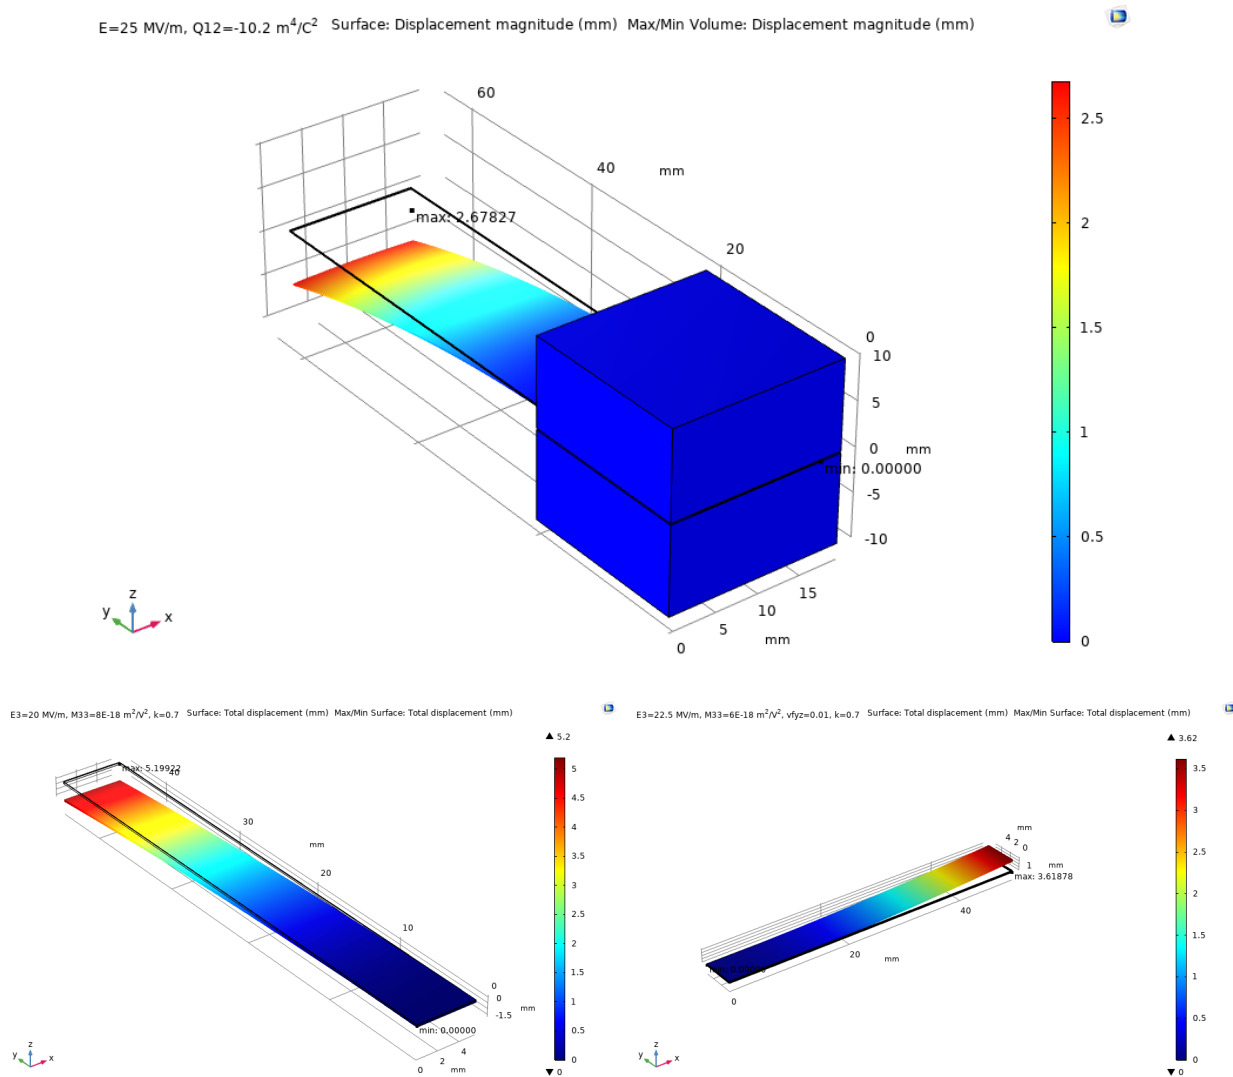 E=25 MV/m, Q12=-10.2 m⁴/C² Surface: Displacement magnitude (mm) Max/Min Volume: Displacement magnitude (mm)
60
40
mm
max: 2.67827
20
0
10
5
0 mm
min: 0.00000
-5
-10
15
10
5
mm
0
2.5
2
1.5
1
0.5
0
z
y
x
E3=20 MV/m, M33=8E-18 m²/V², k=0.7 Surface: Total displacement (mm) Max/Min Surface: Total displacement (mm)
▲ 5.2
max: 5.19922
40
30
mm
20
10
0
0
mm
-1.5
min: 0.00000
4
2
mm
0
5
4.5
4
3.5
3
2.5
2
1.5
1
0.5
0
▼ 0
z
y
x
E3=22.5 MV/m, M33=6E-18 m²/V², vfyz=0.01, k=0.7 Surface: Total displacement (mm) Max/Min Surface: Total displacement (mm)
▲ 3.62
mm
4
2
0
1 mm
max: 3.61878
40
20
mm
min: 0.00000
0
3.5
3
2.5
2
1.5
1
0.5
0
▼ 0
z
y
x